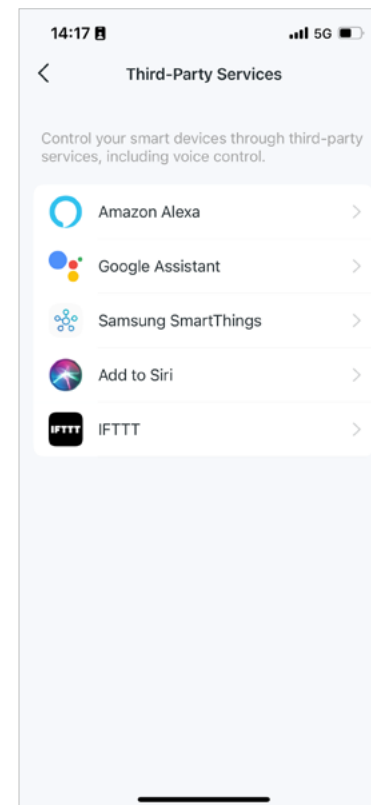 14:17 5G
Third-Party Services
Control your smart devices through third-party
services, including voice control.
Amazon Alexa
Google Assistant
Samsung SmartThings
Add to Siri
IFTTT IFTTT